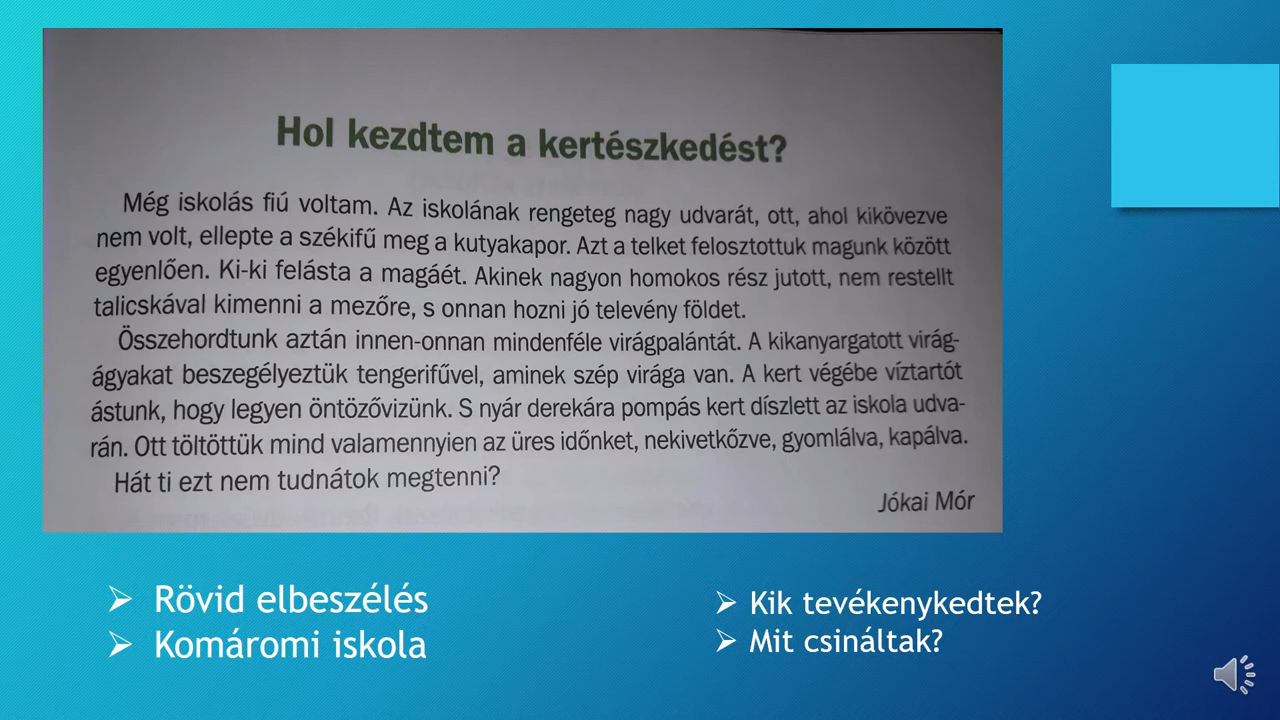 Hol kezdtem a kertészkedést?
Még iskolás fiú voltam. Az iskolának rengeteg nagy udvarát, ott, ahol kikövezve
nem volt, ellepte a székifű meg a kutyakapor. Azt a telket felosztottuk magunk között
egyenlően. Ki-ki felásta a magáét. Akinek nagyon homokos rész jutott, nem restellt
talicskával kimenni a mezőre, s onnan hozni jó televény földet.
Összehordtunk aztán innen-onnan mindenféle virágpalántát. A kikanyargatott virág-
ágyakat beszegélyeztük tengerifűvel, aminek szép virága van. A kert végébe víztartót
ástunk, hogy legyen öntözővizünk. S nyár derekára pompás kert díszlett az iskola udva-
rán. Ott töltöttük mind valamennyien az üres időnket, nekivetkőzve, gyomlálva, kapálva.
Hát ti ezt nem tudnátok megtenni?
Jókai Mór
Rövid elbeszélés
Komáromi iskola
Kik tevékenykedtek?
Mit csináltak?